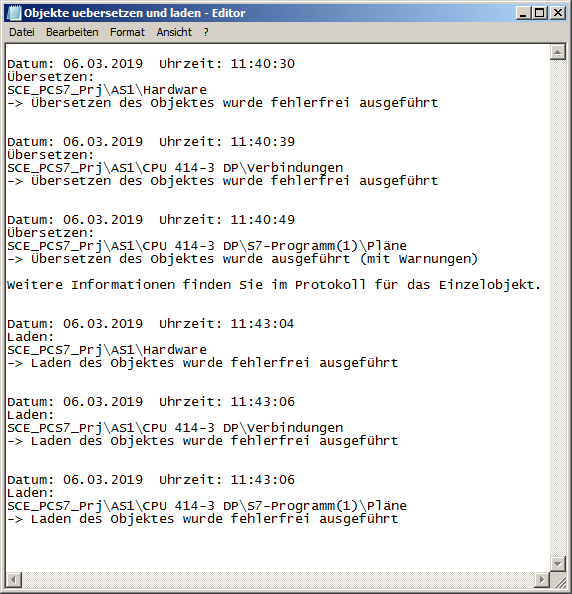 Objekte uebersetzen und laden - Editor
Datei Bearbeiten Format Ansicht ?
Datum: 06.03.2019 Uhrzeit: 11:40:30
Übersetzen:
SCE_PCS7_Prj\AS1\Hardware
-> Übersetzen des Objektes wurde fehlerfrei ausgeführt
Datum: 06.03.2019 Uhrzeit: 11:40:39
Übersetzen:
SCE_PCS7_Prj\AS1\CPU 414-3 DP\Verbindungen
-> Übersetzen des Objektes wurde fehlerfrei ausgeführt
Datum: 06.03.2019 Uhrzeit: 11:40:49
Übersetzen:
SCE_PCS7_Prj\AS1\CPU 414-3 DP\S7-Programm(1)\Pläne
-> Übersetzen des Objektes wurde ausgeführt (mit Warnungen)
Weitere Informationen finden Sie im Protokoll für das Einzelobjekt.
Datum: 06.03.2019 Uhrzeit: 11:43:04
Laden:
SCE_PCS7_Prj\AS1\Hardware
-> Laden des Objektes wurde fehlerfrei ausgeführt
Datum: 06.03.2019 Uhrzeit: 11:43:06
Laden:
SCE_PCS7_Prj\AS1\CPU 414-3 DP\Verbindungen
-> Laden des Objektes wurde fehlerfrei ausgeführt
Datum: 06.03.2019 Uhrzeit: 11:43:06
Laden:
SCE_PCS7_Prj\AS1\CPU 414-3 DP\S7-Programm(1)\Pläne
-> Laden des Objektes wurde fehlerfrei ausgeführt